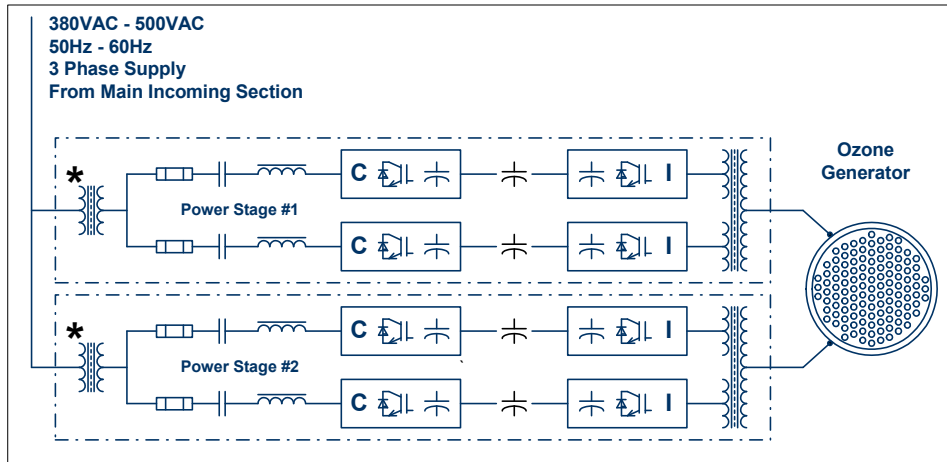 380VAC - 500VAC
50Hz - 60Hz
3 Phase Supply
From Main Incoming Section
Ozone
Generator
*
C
I
Power Stage #1
C
I
*
C
I
Power Stage #2
C
I